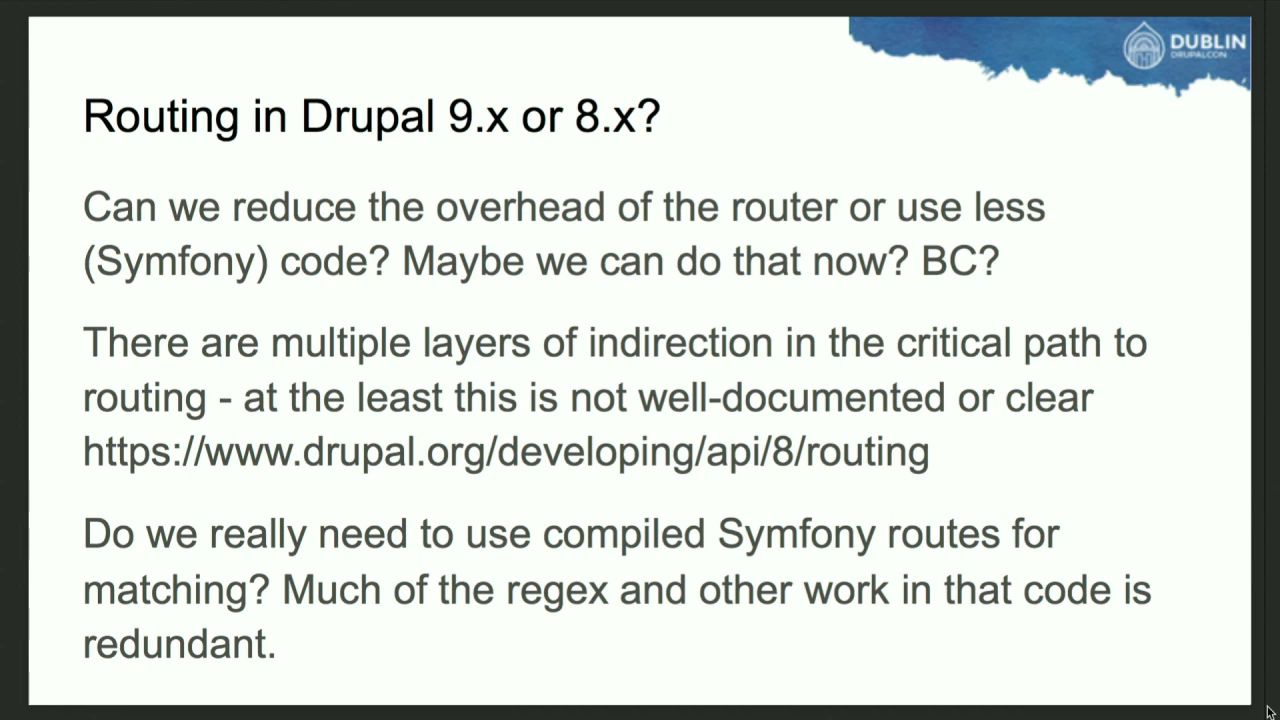 DUBLIN
DRUPALCON
Routing in Drupal 9.x or 8.x?
Can we reduce the overhead of the router or use less
(Symfony) code? Maybe we can do that now? BC?
There are multiple layers of indirection in the critical path to
routing - at the least this is not well-documented or clear
https://www.drupal.org/developing/api/8/routing
Do we really need to use compiled Symfony routes for
matching? Much of the regex and other work in that code is
redundant.